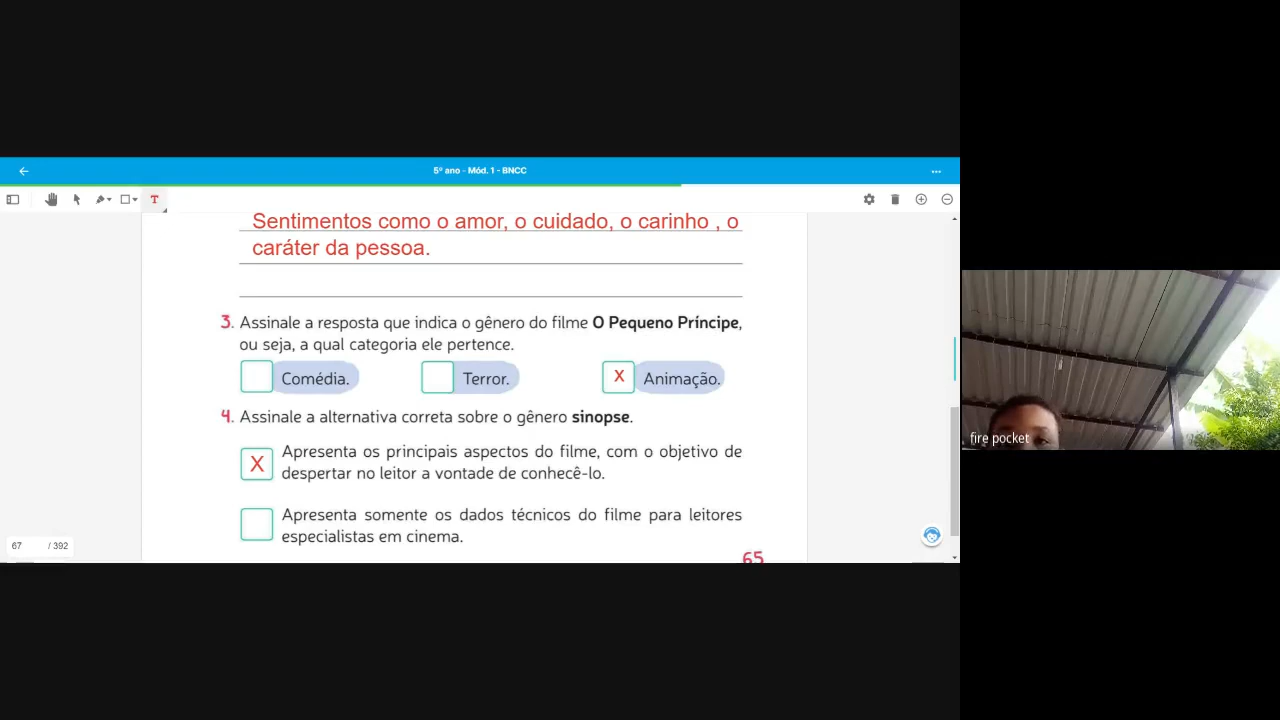 5º ano - Mód. 1 - BNCC
T
Sentimentos como o amor, o cuidado, o carinho , o
caráter da pessoa.
3. Assinale a resposta que indica o gênero do filme O Pequeno Príncipe,
ou seja, a qual categoria ele pertence.
Comédia. Terror. X Animação.
4. Assinale a alternativa correta sobre o gênero sinopse.
X Apresenta os principais aspectos do filme, com o objetivo de
despertar no leitor a vontade de conhecê-lo.
Apresenta somente os dados técnicos do filme para leitores
especialistas em cinema.
67 / 392
65
fire pocket